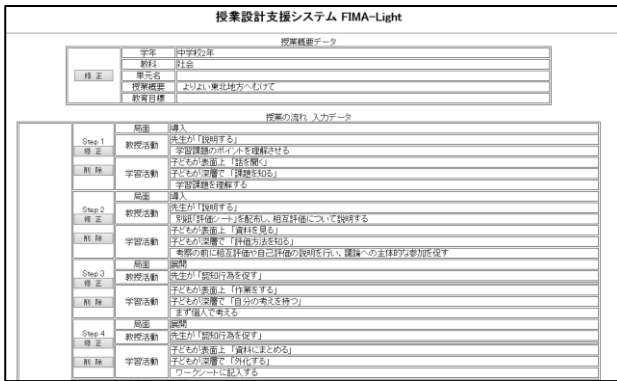 授業設計支援システム FIMA-Light
授業概要データ
修 正
学年 中学校2年
教科 社会
単元名
授業概要 よりよい東北地方へむけて
教育目標
授業の流れ 入力データ
Step 1
修 正
削 除
局面 導入
教授活動 先生が「説明する」
学習課題のポイントを理解させる
学習活動 子どもが表面上 「話を聞く」
子どもが深層で 「課題を知る」
学習課題を理解する
Step 2
修 正
削 除
局面 導入
教授活動 先生が「説明する」
別紙「評価シート」を配布し、相互評価について説明する
学習活動 子どもが表面上 「資料を見る」
子どもが深層で 「評価方法を知る」
考察の前に相互評価や自己評価の説明を行い、議論への主体的な参加を促す
Step 3
修 正
削 除
局面 展開
教授活動 先生が「認知行為を促す」
学習活動 子どもが表面上 「作業をする」
子どもが深層で 「自分の考えを持つ」
まず個人で考える
Step 4
修 正
削 除
局面 展開
教授活動 先生が「認知行為を促す」
学習活動 子どもが表面上 「資料にまとめる」
子どもが深層で 「外化する」
ワークシートに記入する